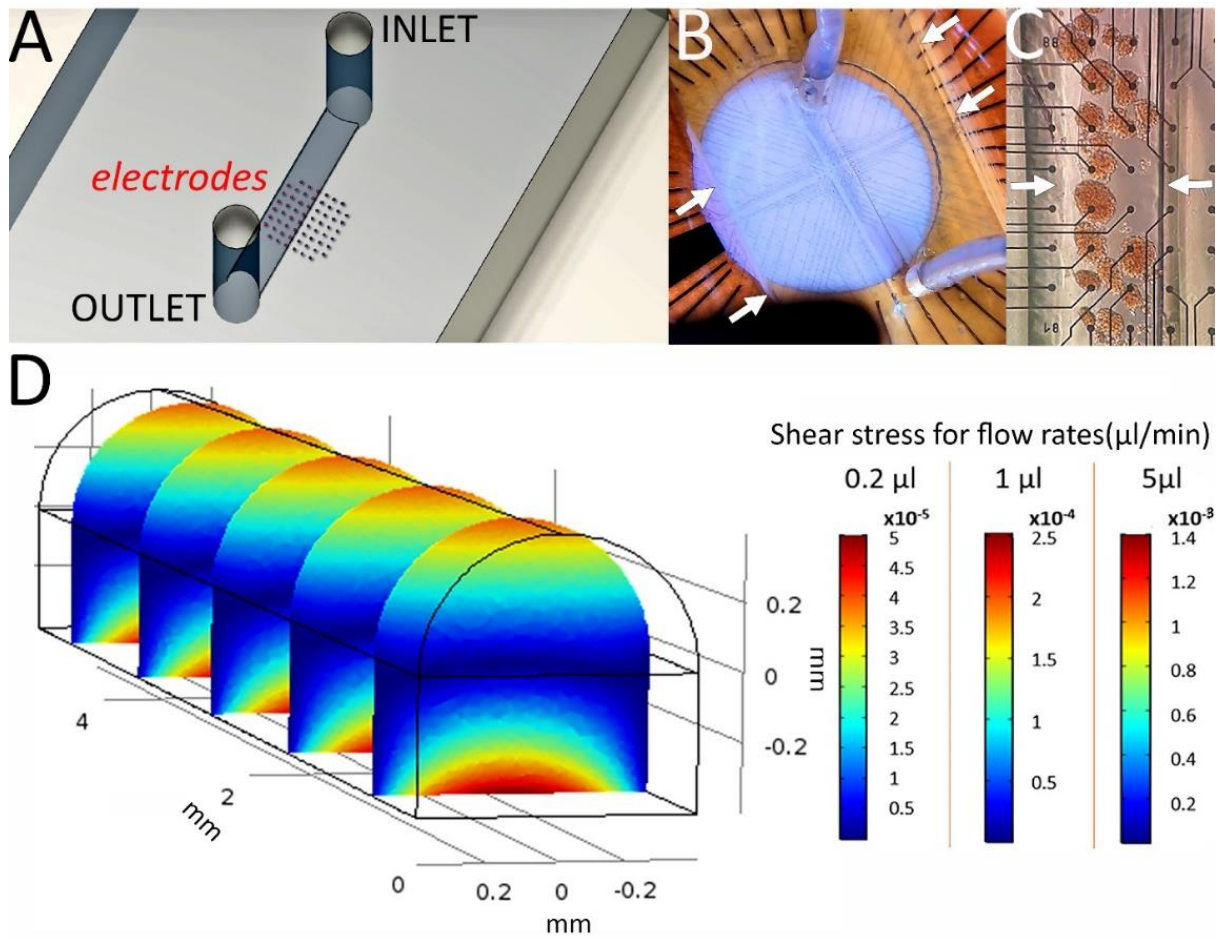 A
INLET
electrodes
OUTLET
B
C
88
81
D
Shear stress for flow rates(μl/min)
0.2 μl
1 μl
5μl
x10-5
x10-4
x10-3
5
4.5
4
3.5
3
2.5
2
1.5
1
0.5
2.5
2
1.5
1
0.5
1.4
1.2
1
0.8
0.6
0.4
0.2
0.2
0
-0.2
mm
4
2
0
mm
0.2
0
-0.2
mm